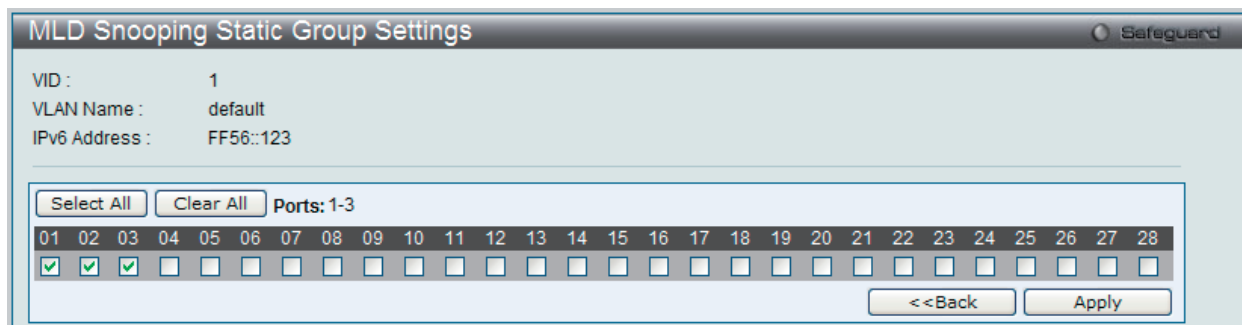 MLD Snooping Static Group Settings Safeguard
VID : 1
VLAN Name : default
IPv6 Address : FF56::123
Select All Clear All Ports: 1-3
01 02 03 04 05 06 07 08 09 10 11 12 13 14 15 16 17 18 19 20 21 22 23 24 25 26 27 28
<<Back Apply